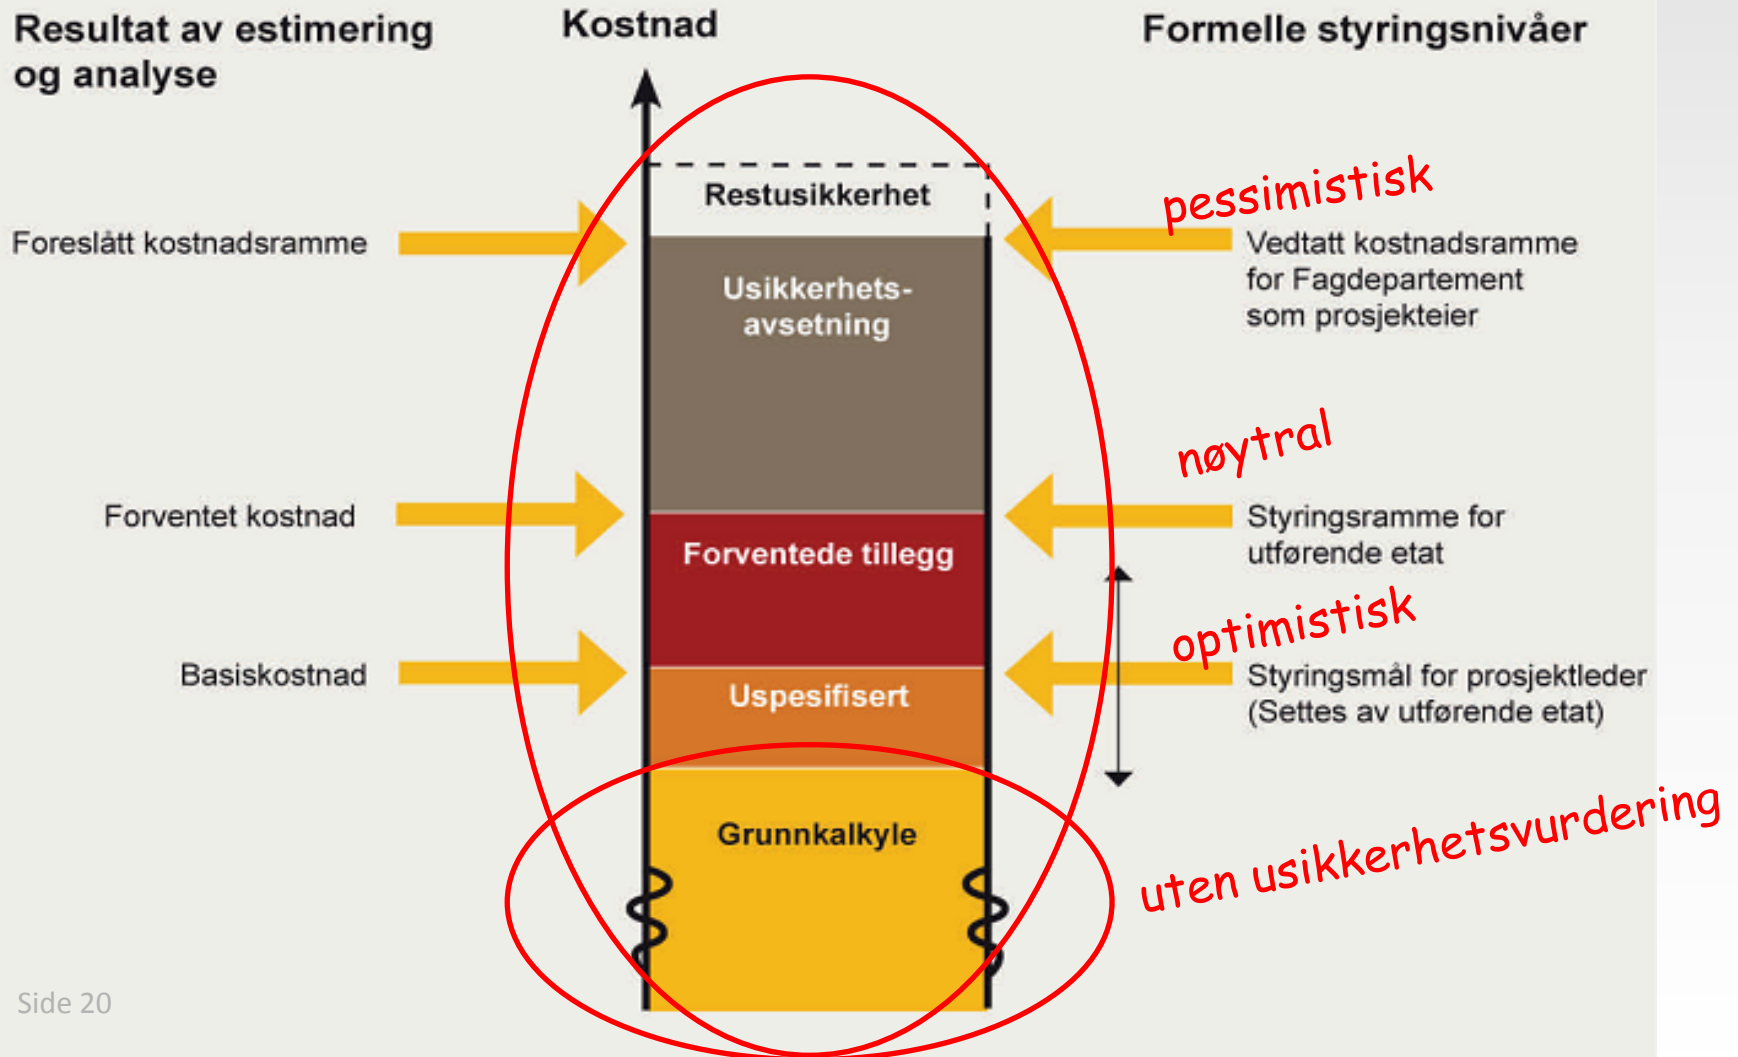 Resultat av estimering
og analyse
Kostnad
Formelle styringsnivåer
Restusikkerhet
pessimistisk
Foreslått kostnadsramme
Vedtatt kostnadsramme
for Fagdepartement
som prosjekteier
Usikkerhets-
avsetning
nøytral
Forventet kostnad
Styringsramme for
utførende etat
Forventede tillegg
optimistisk
Basiskostnad
Styringsmål for prosjektleder
(Settes av utførende etat)
Uspesifisert
Grunnkalkyle
uten usikkerhetsvurdering
Side 20